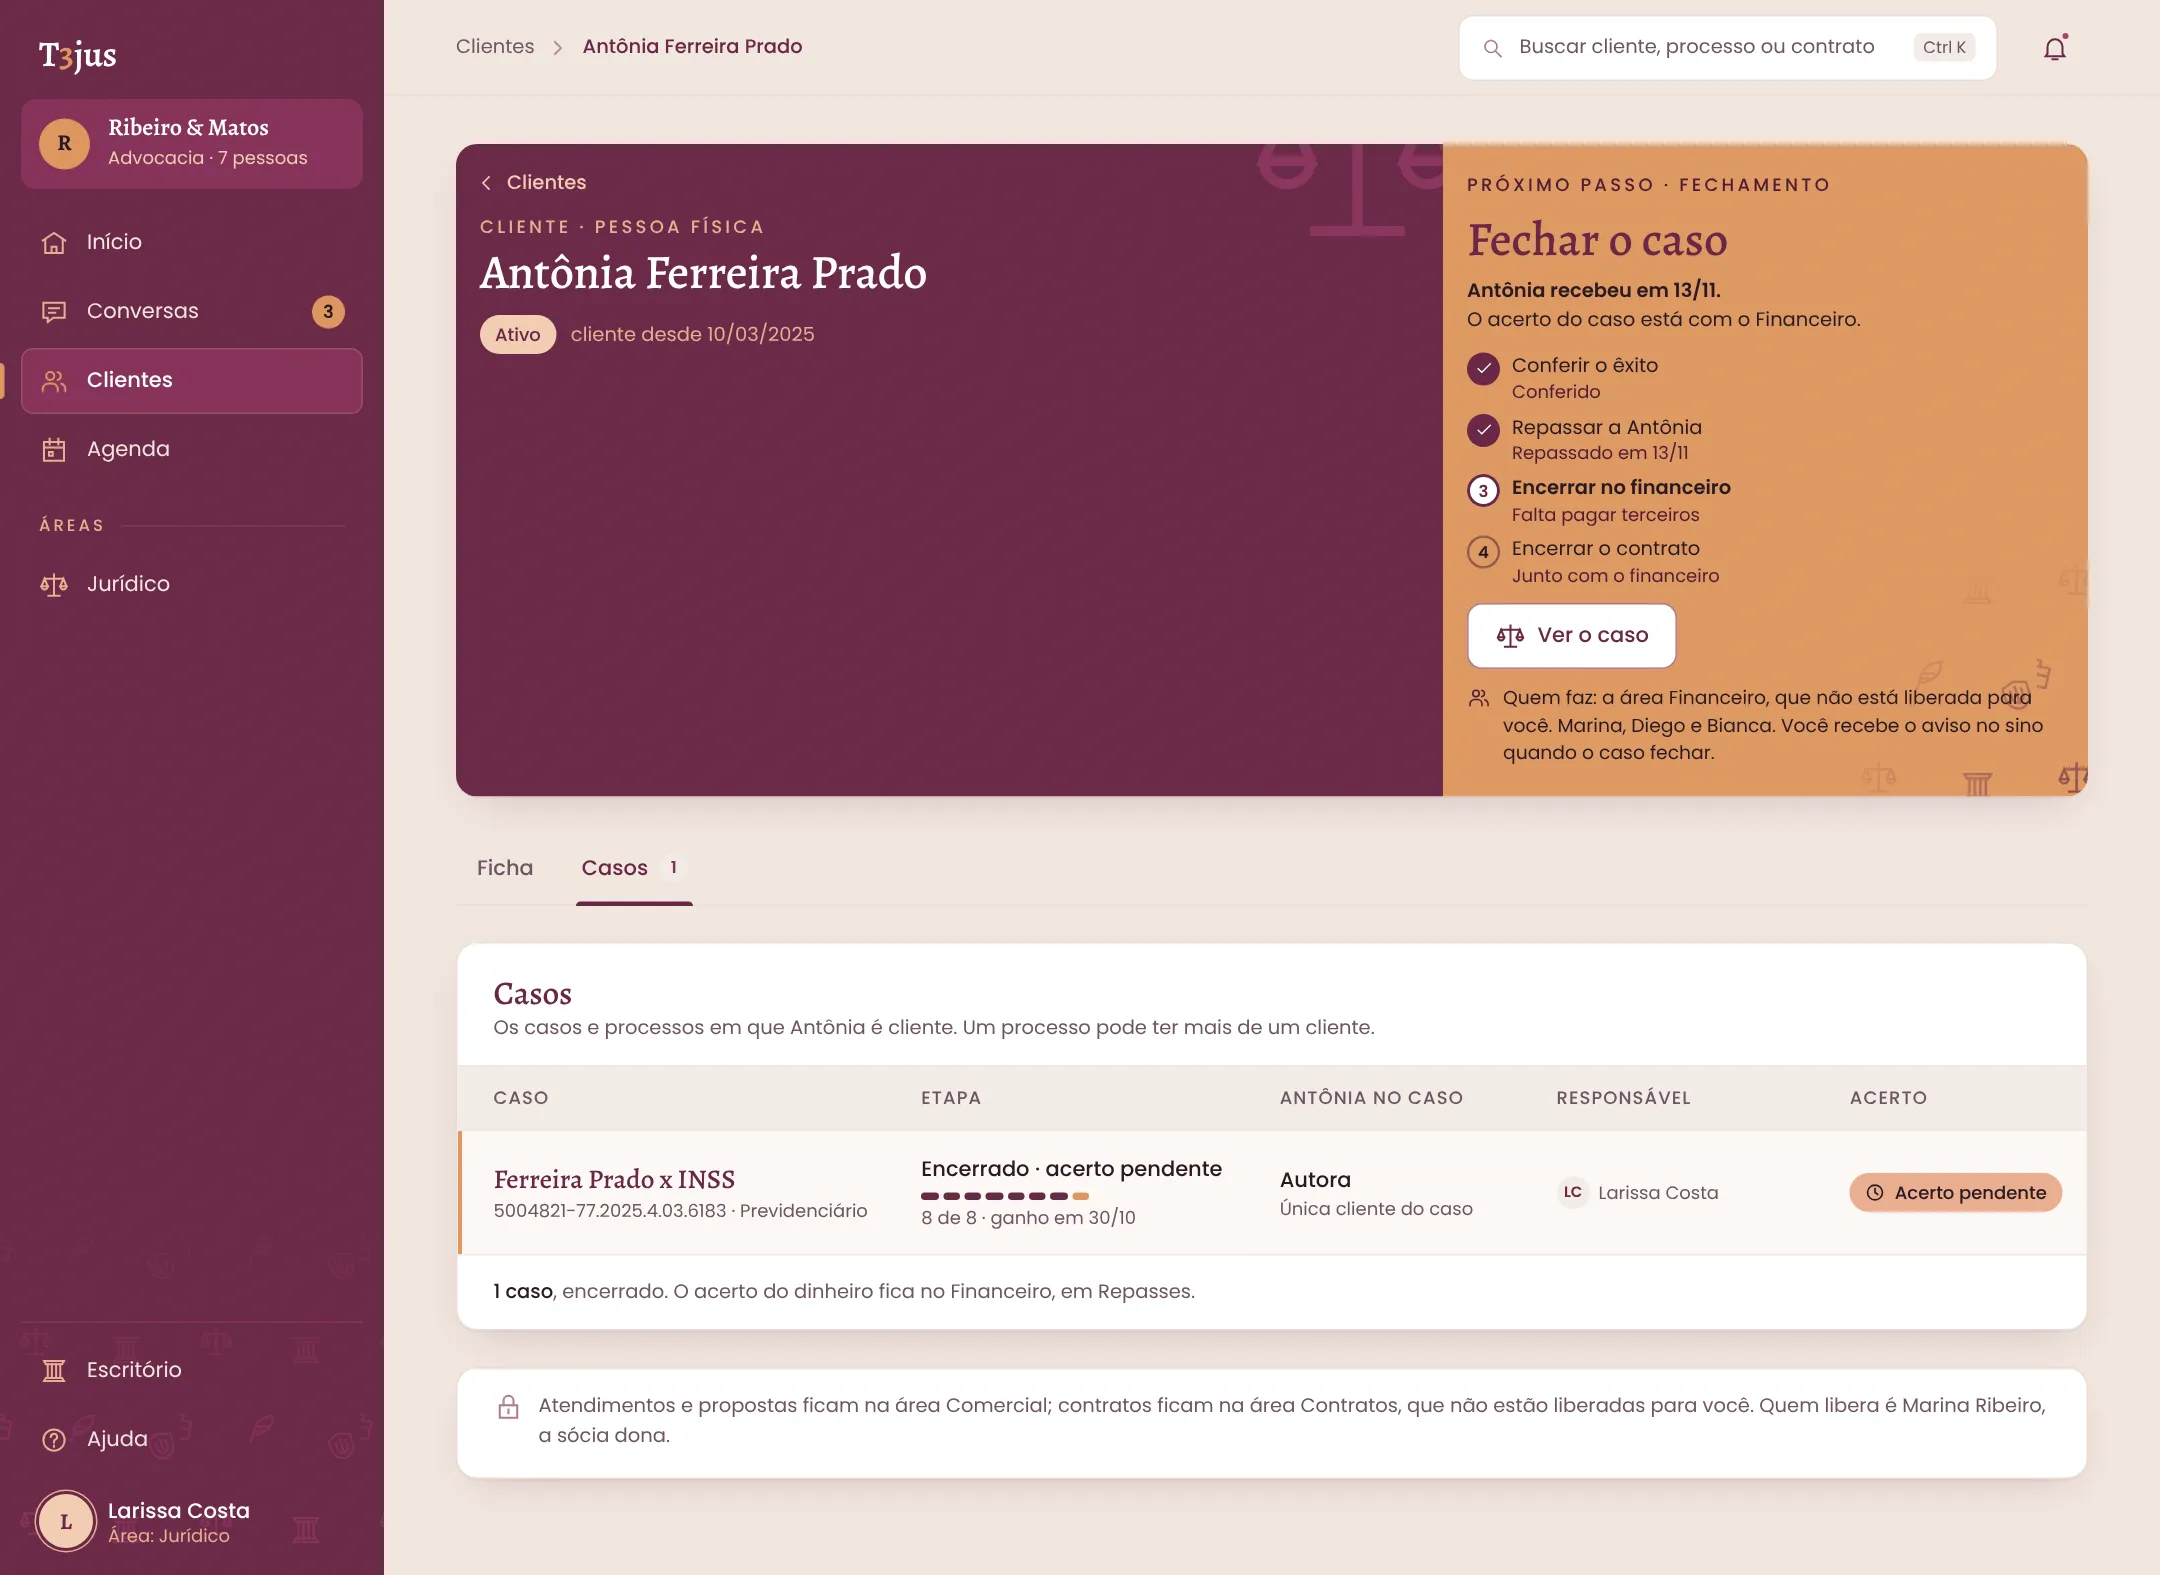 T3jus
R
Ribeiro & Matos
Advocacia · 7 pessoas
Início
Conversas
3
Clientes
Agenda
ÁREAS
Jurídico
Escritório
Ajuda
L
Larissa Costa
Área: Jurídico
Clientes
Antônia Ferreira Prado
Buscar cliente, processo ou contrato
Ctrl K
Clientes
CLIENTE · PESSOA FÍSICA
Antônia Ferreira Prado
Ativo
cliente desde 10/03/2025
PRÓXIMO PASSO · FECHAMENTO
Fechar o caso
Antônia recebeu em 13/11.
O acerto do caso está com o Financeiro.
Conferir o êxito
Conferido
Repassar a Antônia
Repassado em 13/11
3
Encerrar no financeiro
Falta pagar terceiros
4
Encerrar o contrato
Junto com o financeiro
Ver o caso
Quem faz: a área Financeiro, que não está liberada para
você. Marina, Diego e Bianca. Você recebe o aviso no sino
quando o caso fechar.
Ficha
Casos
1
Casos
Os casos e processos em que Antônia é cliente. Um processo pode ter mais de um cliente.
CASO
ETAPA
ANTÔNIA NO CASO
RESPONSÁVEL
ACERTO
Ferreira Prado x INSS
5004821-77.2025.4.03.6183 · Previdenciário
Encerrado · acerto pendente
8 de 8 · ganho em 30/10
Autora
Única cliente do caso
LC
Larissa Costa
Acerto pendente
1 caso, encerrado. O acerto do dinheiro fica no Financeiro, em Repasses.
Atendimentos e propostas ficam na área Comercial; contratos ficam na área Contratos, que não estão liberadas para você. Quem libera é Marina Ribeiro,
a sócia dona.